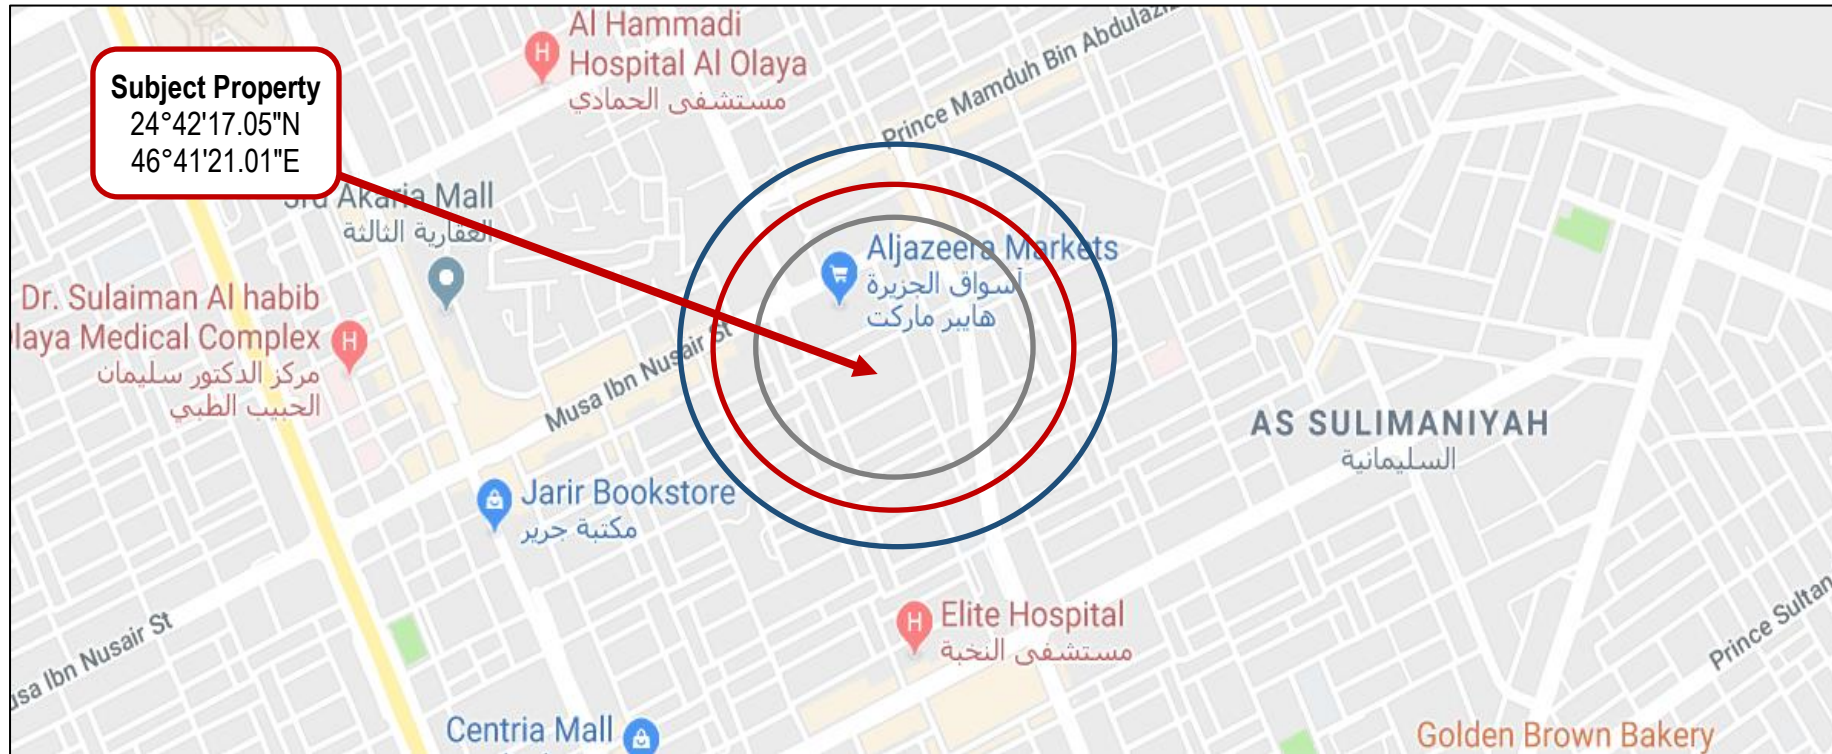 Al Hammadi
Hospital Al Olaya
مستشفى الحمادي
Prince Mamduh Bin Abdulaziz
Subject Property
24°42'17.05"N
46°41'21.01"E
Akaria Mall
العقارية الثالثة
Aljazeera Markets
أسواق الجزيرة
هايبر ماركت
Dr. Sulaiman Al habib
laya Medical Complex
مركز الدكتور سليمان
الحبيب الطبي
Musa Ibn Nusair St
AS SULIMANIYAH
السليمانية
Jarir Bookstore
مكتبة جرير
Elite Hospital
مستشفى النخبة
Prince Sultan
usa Ibn Nusair St
Centria Mall
Golden Brown Bakery